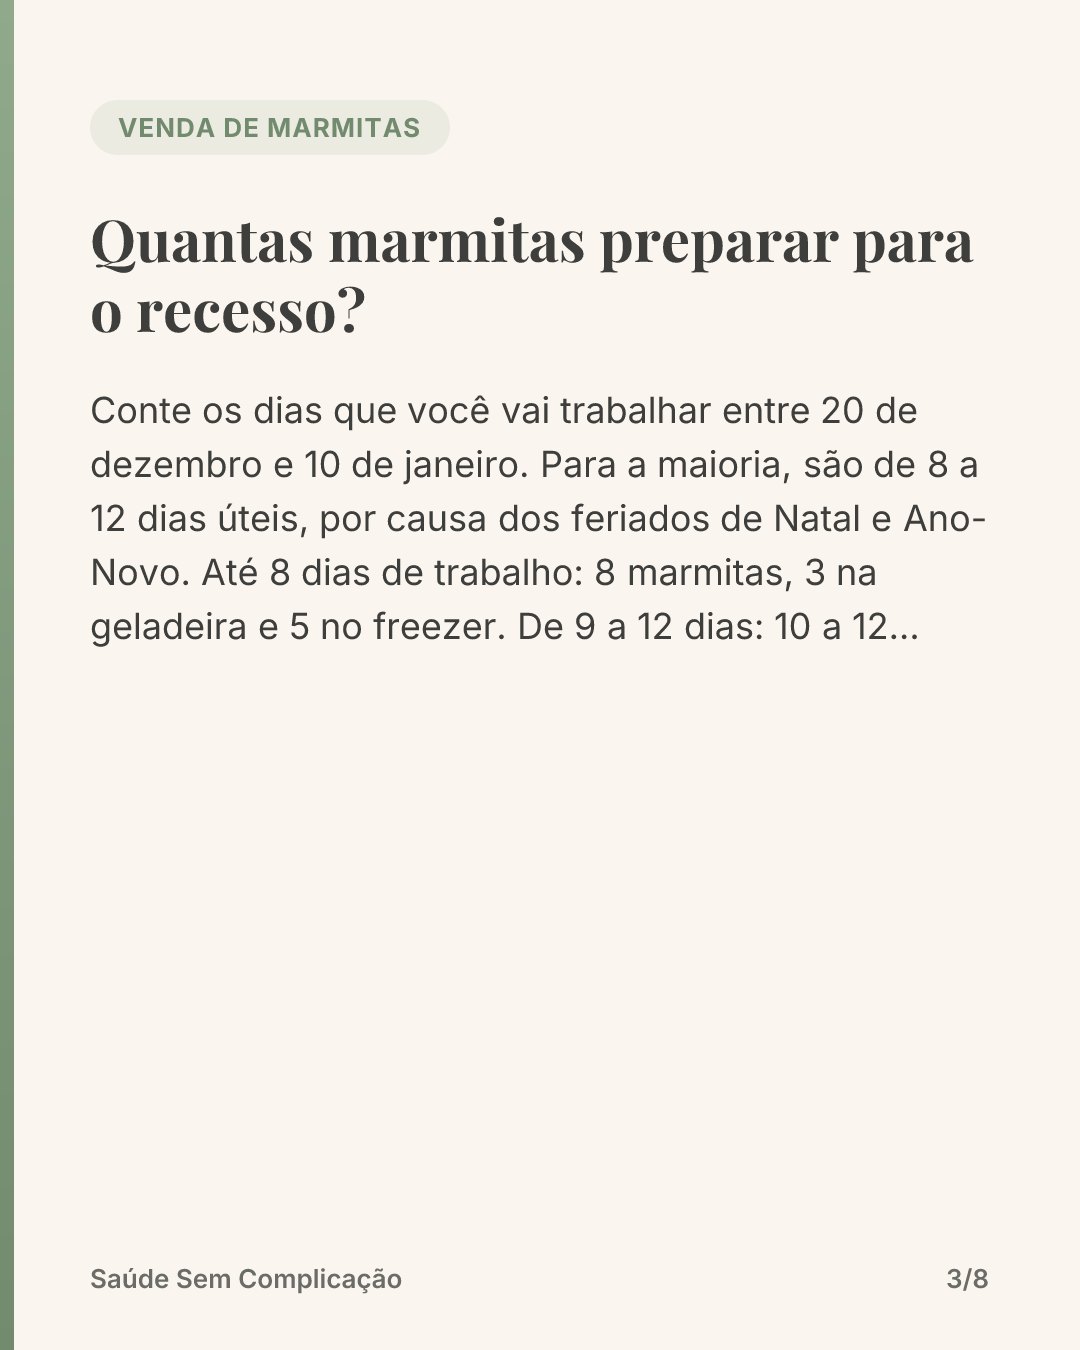 VENDA DE MARMITAS
Quantas marmitas preparar para
o recesso?
Conte os dias que você vai trabalhar entre 20 de
dezembro e 10 de janeiro. Para a maioria, são de 8 a
12 dias úteis, por causa dos feriados de Natal e Ano-
Novo. Até 8 dias de trabalho: 8 marmitas, 3 na
geladeira e 5 no freezer. De 9 a 12 dias: 10 a 12...
Saúde Sem Complicação
3/8